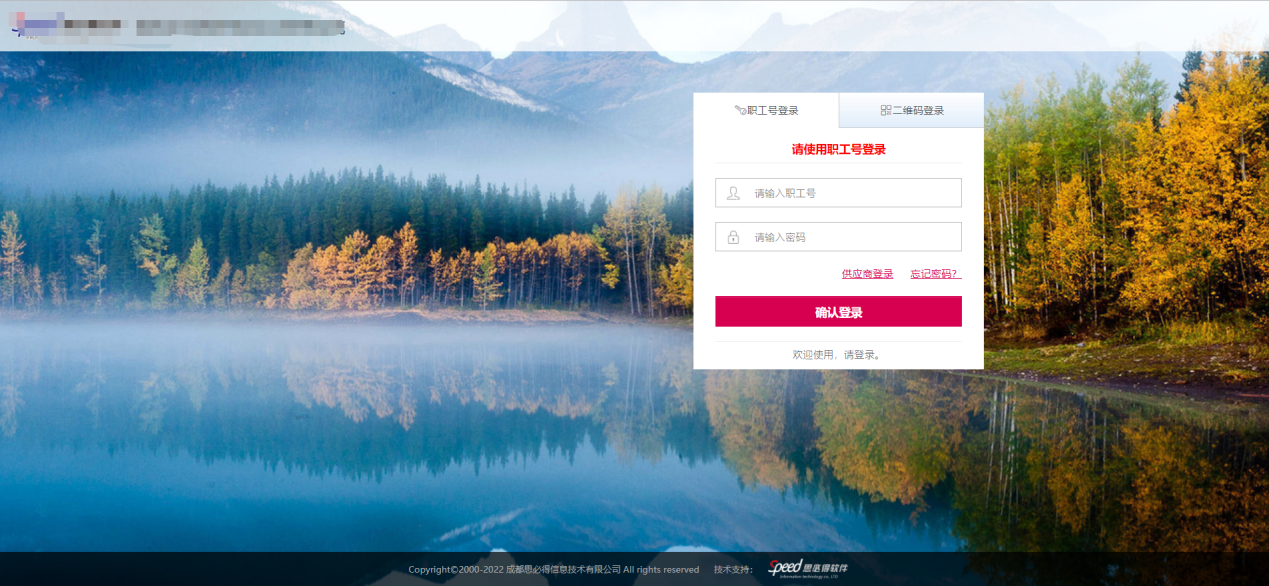 职工号登录
二维码登录
请使用职工号登录
请输入职工号
请输入密码
供应商登录 忘记密码?
确认登录
欢迎使用，请登录。
Copyright©2000-2022 成都思必得信息技术有限公司 All rights reserved 技术支持： Speed 思必得软件
Information technology co., LTD